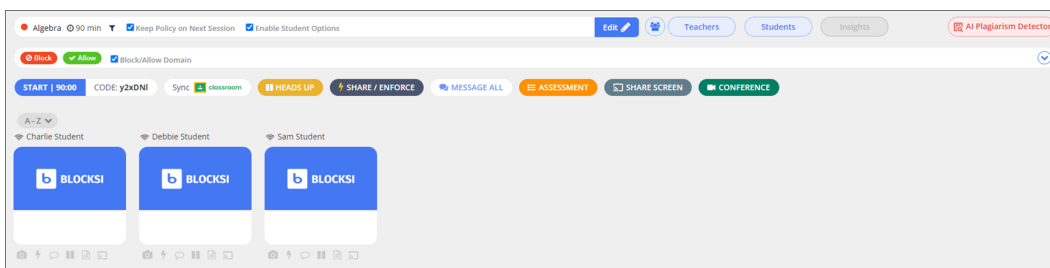 Algebra 90 min Keep Policy on Next Session Enable Student Options Edit Teachers Students Insights AI Plagiarism Detector
Block Allow Block/Allow Domain
START | 90:00 CODE: y2xDNI Sync classroom HEADS UP SHARE / ENFORCE MESSAGE ALL ASSESSMENT SHARE SCREEN CONFERENCE
A-Z
Charlie Student Debbie Student Sam Student
b BLOCKSI b BLOCKSI b BLOCKSI